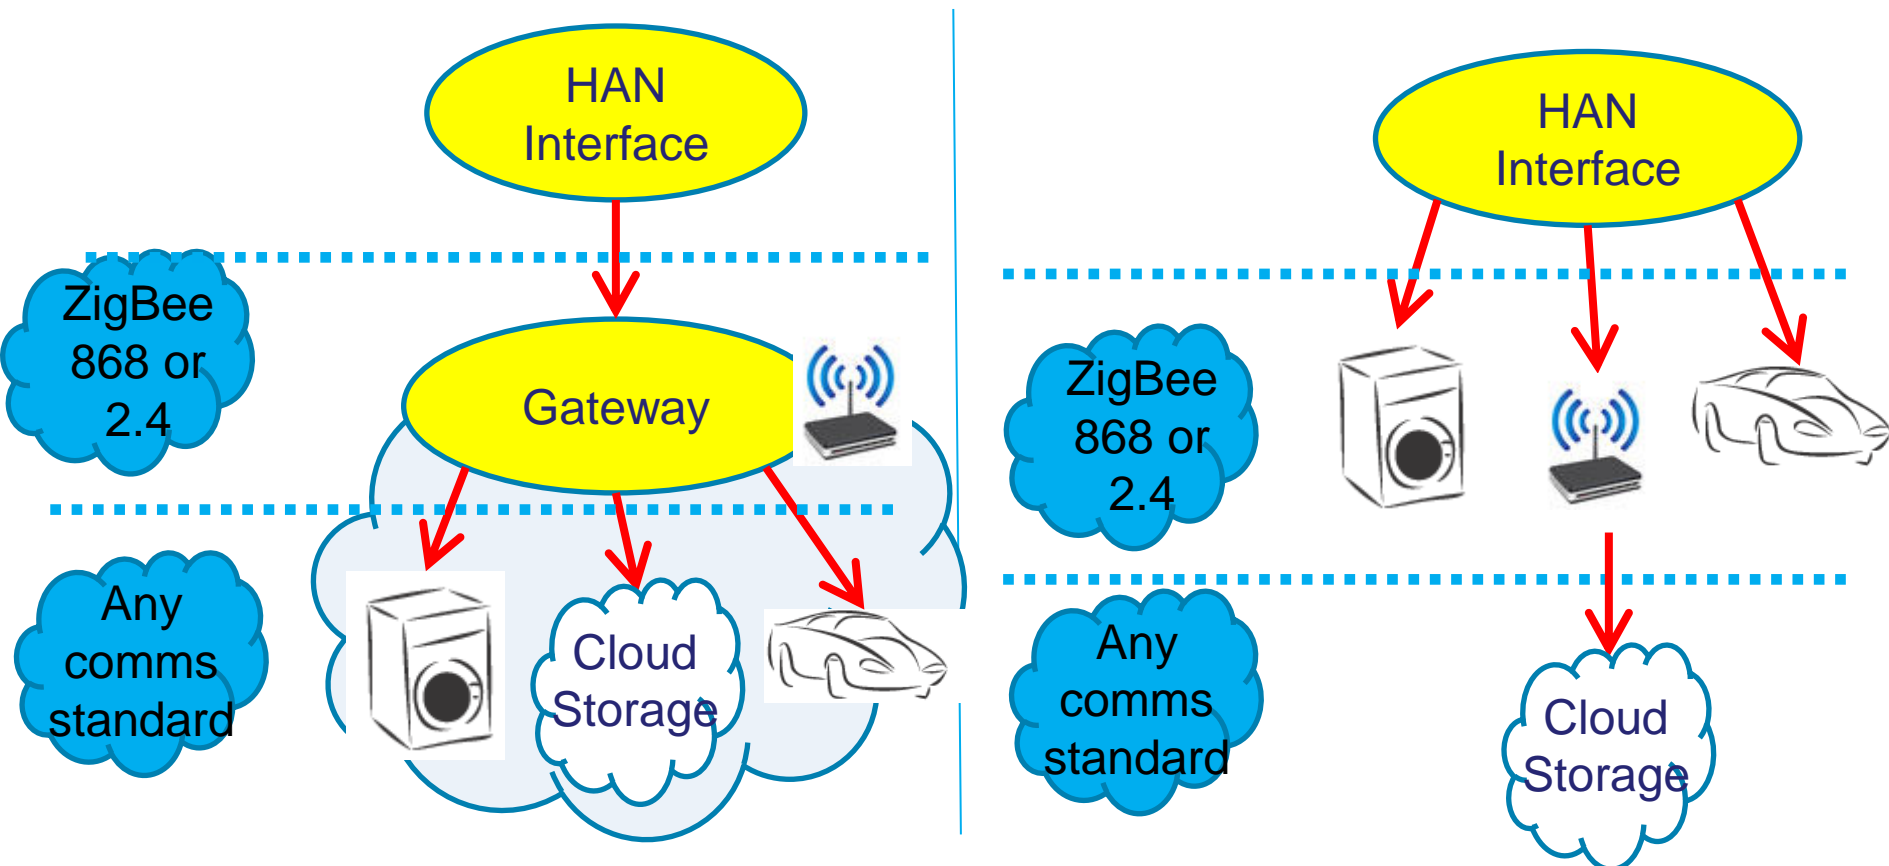 HAN
Interface
ZigBee
868 or
2.4
Gateway
Any
comms
standard
Cloud
Storage
HAN
Interface
ZigBee
868 or
2.4
Any
comms
standard
Cloud
Storage